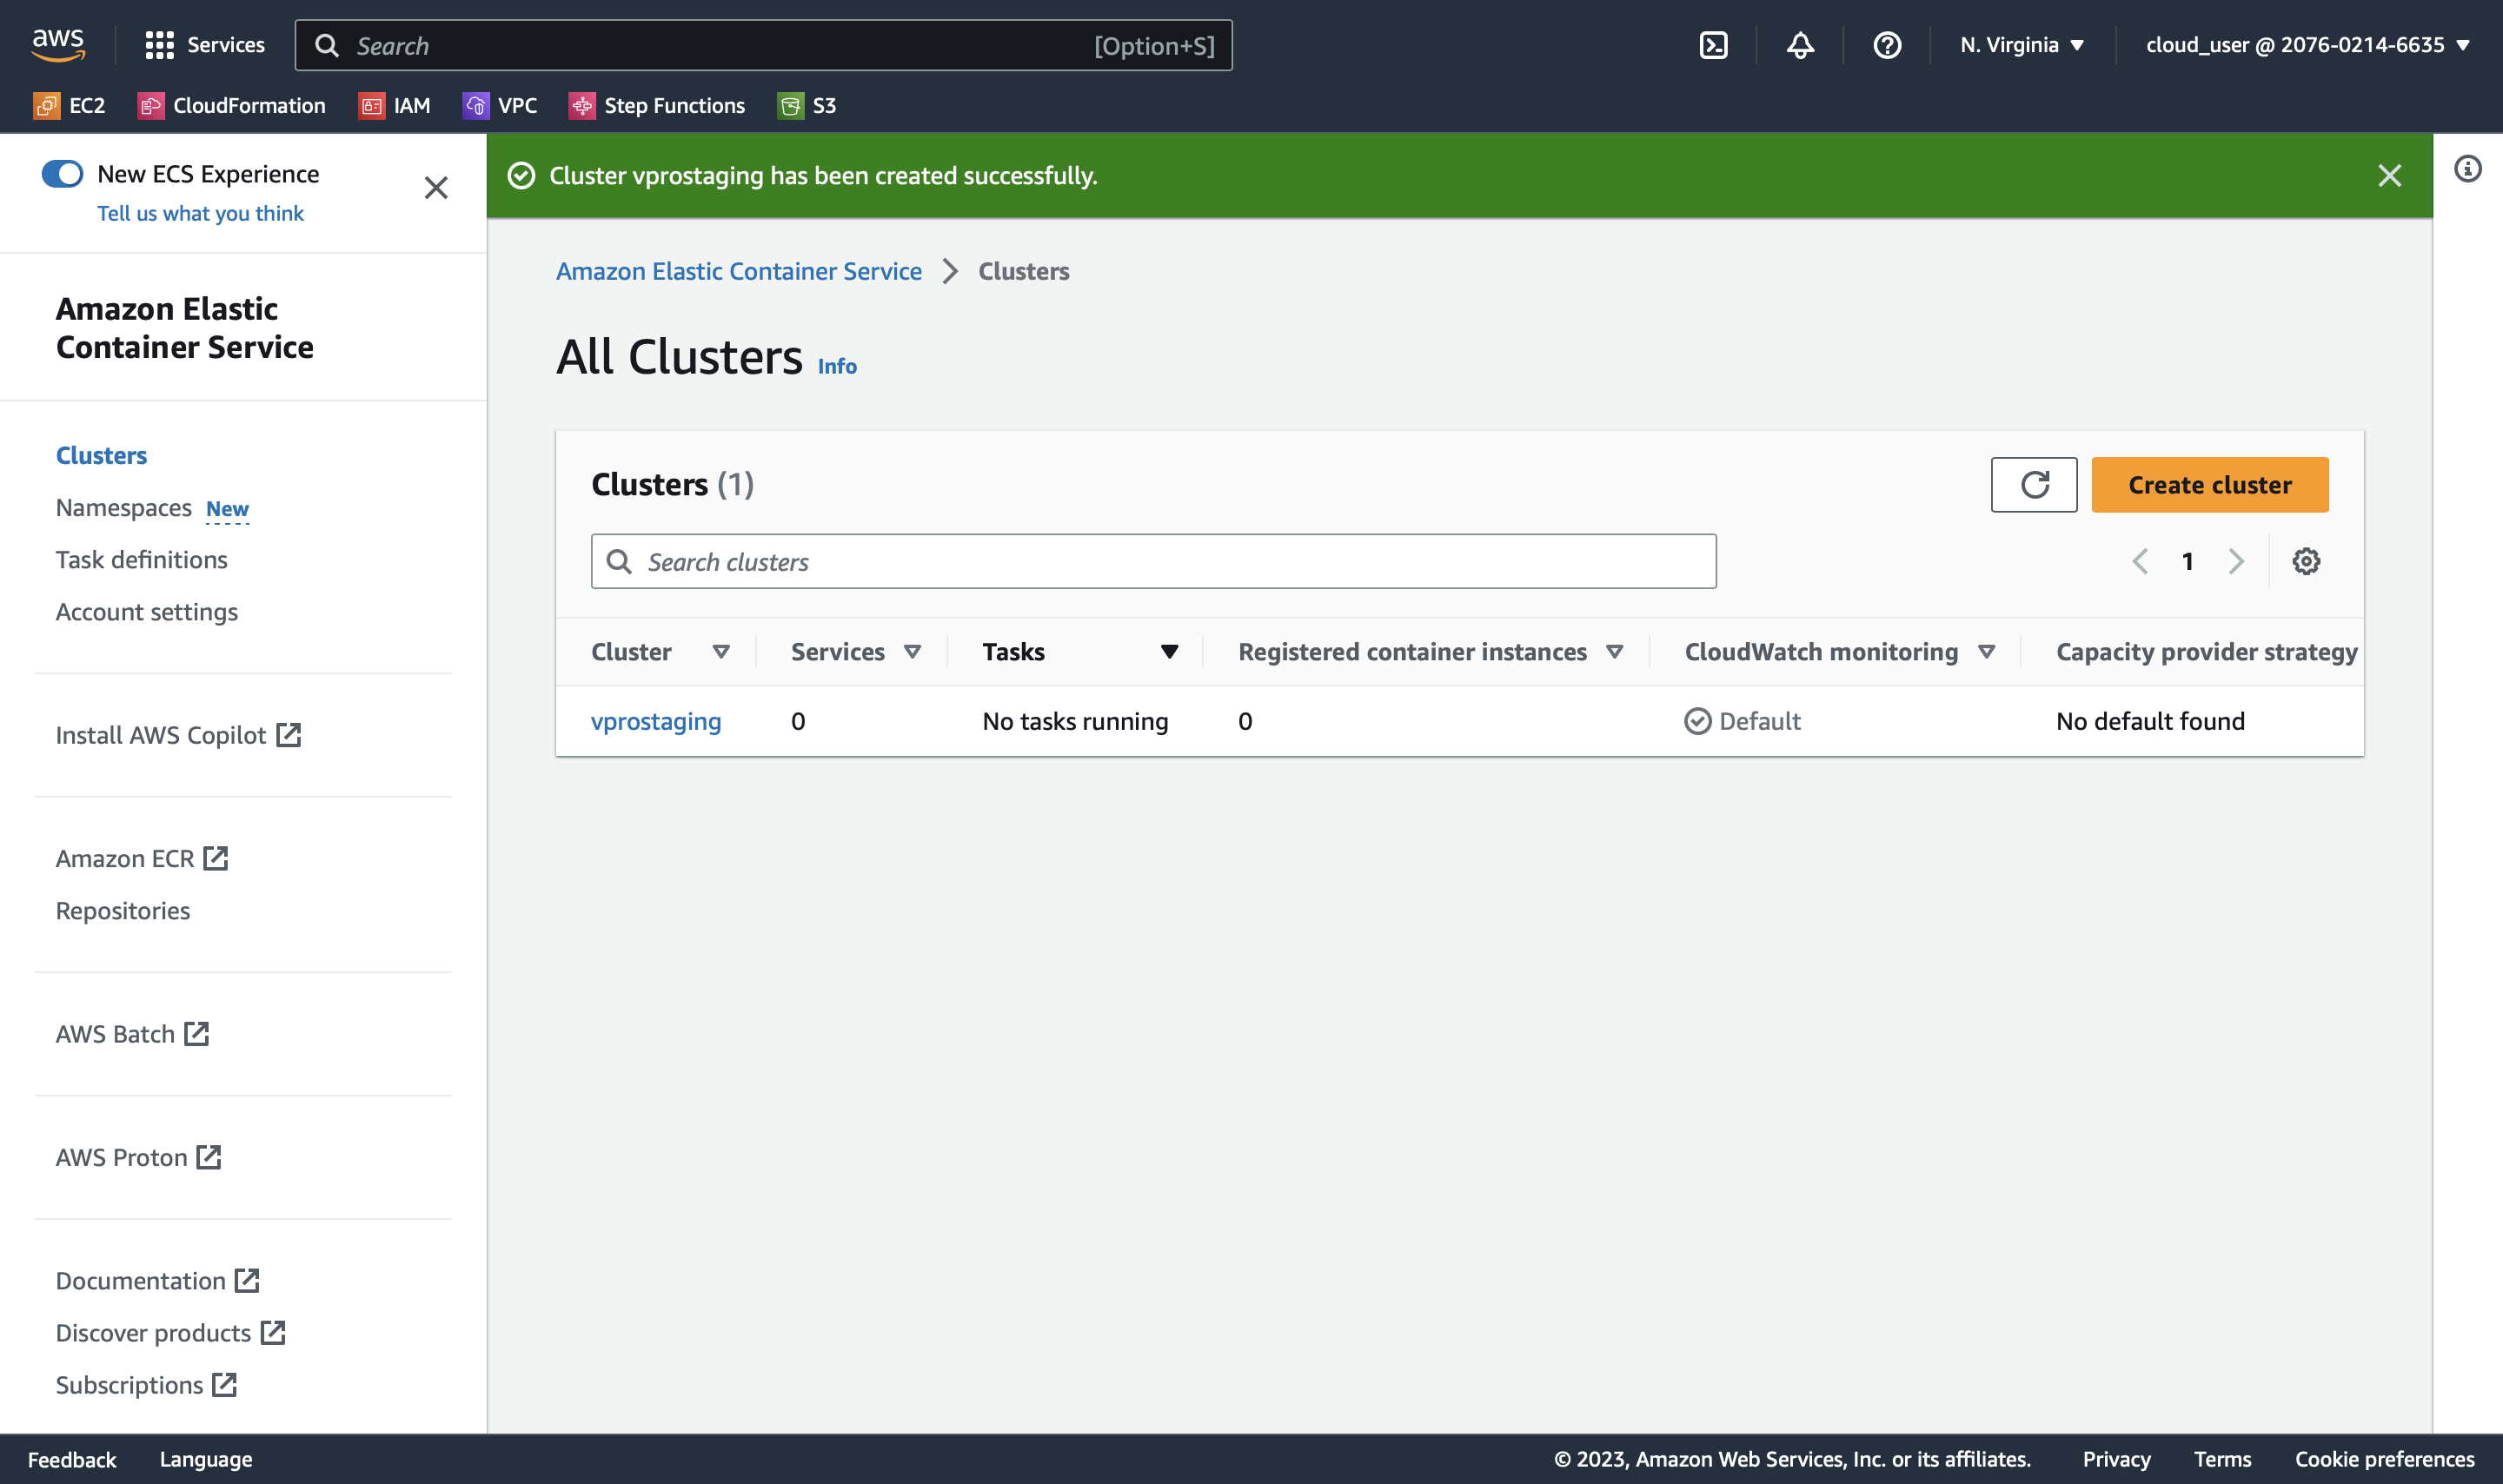 aws
Services
Search
[Option+S]
N. Virginia
cloud_user @ 2076-0214-6635
EC2
CloudFormation
IAM
VPC
Step Functions
S3
New ECS Experience
Tell us what you think
Amazon Elastic
Container Service
Clusters
Namespaces New
Task definitions
Account settings
Install AWS Copilot
Amazon ECR
Repositories
AWS Batch
AWS Proton
Documentation
Discover products
Subscriptions
Cluster vprostaging has been created successfully.
Amazon Elastic Container Service > Clusters
All Clusters Info
Clusters (1)
Create cluster
Search clusters
1
Cluster Services Tasks Registered container instances CloudWatch monitoring Capacity provider strategy
vprostaging 0 No tasks running 0 Default No default found
Feedback
Language
© 2023, Amazon Web Services, Inc. or its affiliates.
Privacy
Terms
Cookie preferences